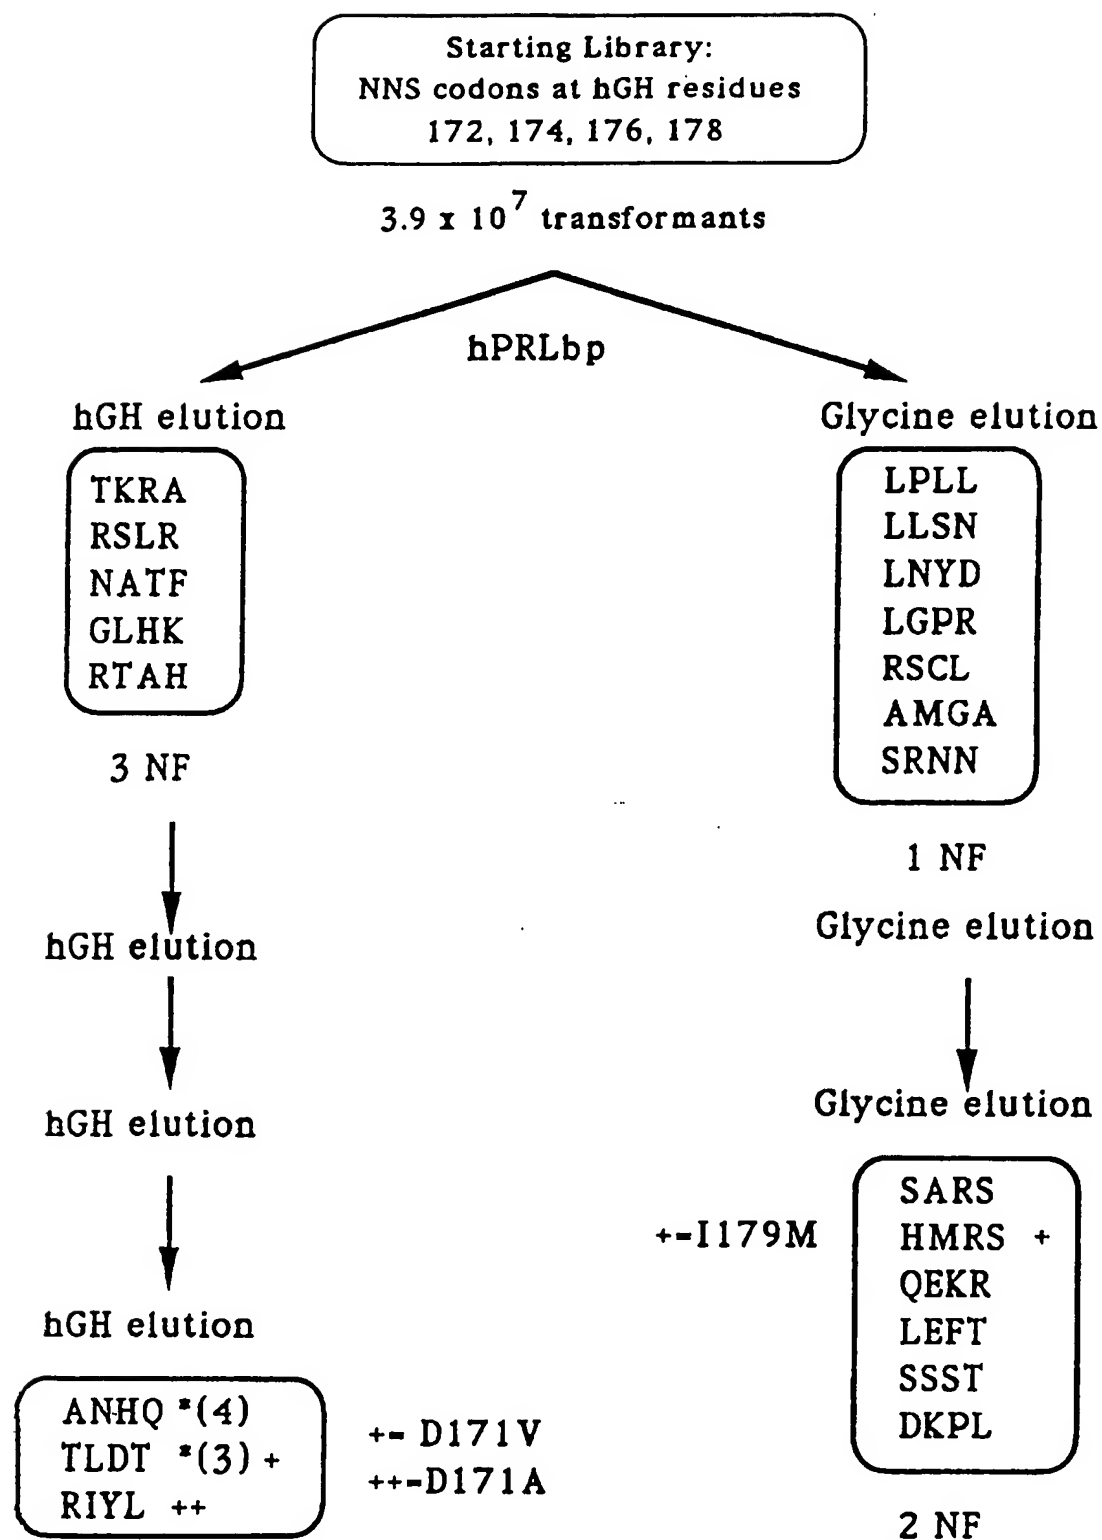 Starting Library:
NNS codons at hGH residues
172, 174, 176, 178
3.9 x 10^7 transformants
hPRLbp
hGH elution
TKRA
RSLR
NATF
GLHK
RTAH
3 NF
hGH elution
hGH elution
hGH elution
ANHQ *(4)
TLDT *(3) +
RIYL ++
+= D171V
++=D171A
Glycine elution
LPLL
LLSN
LNYD
LGPR
RSCL
AMGA
SRNN
1 NF
Glycine elution
Glycine elution
+=I179M
SARS
HMRS +
QEKR
LEFT
SSST
DKPL
2 NF